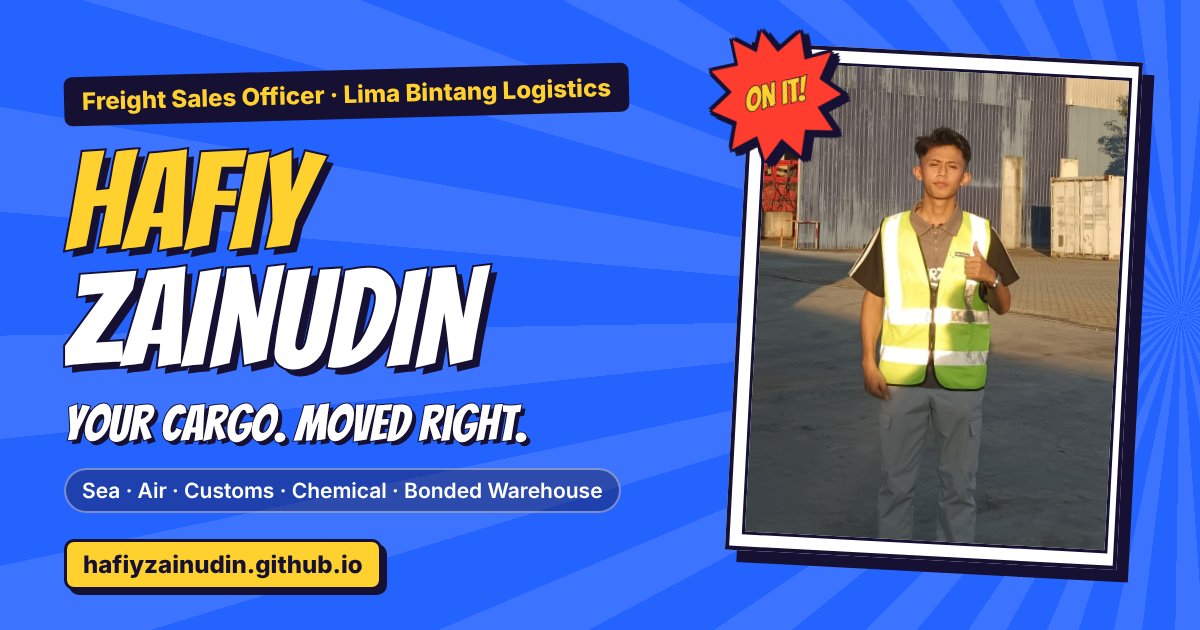 Freight Sales Officer · Lima Bintang Logistics
HAFIY
ZAINUDIN
YOUR CARGO. MOVED RIGHT.
Sea · Air · Customs · Chemical · Bonded Warehouse
hafiyzainudin.github.io
ON IT!